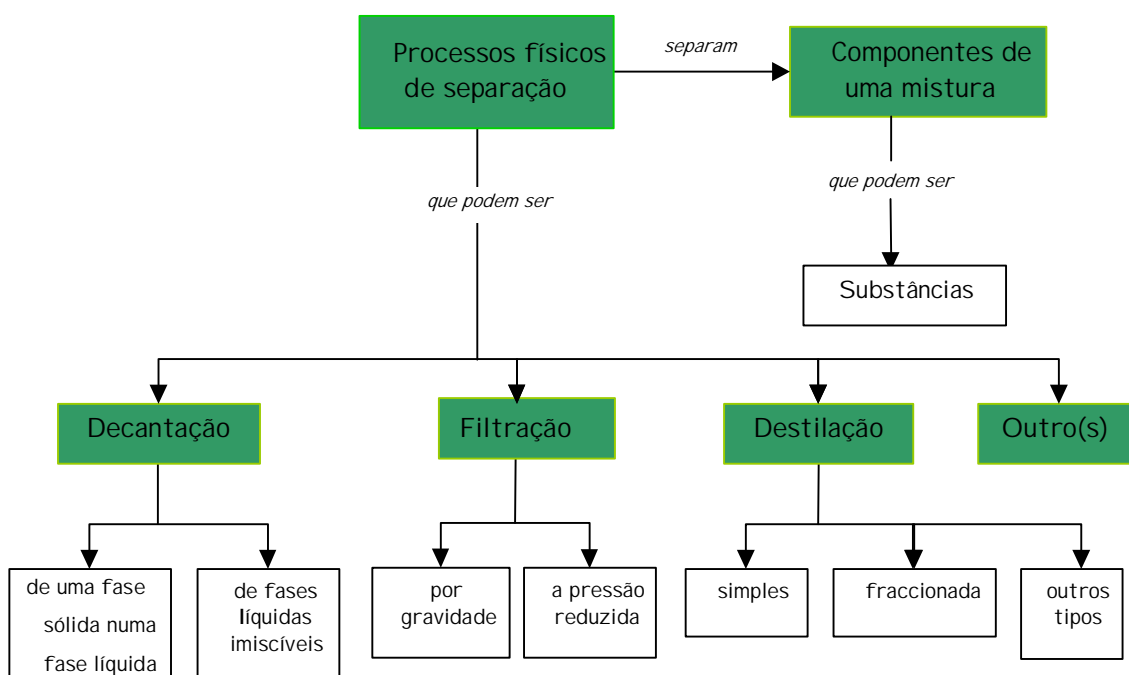 Processos físicos
de separação
separam
Componentes de
uma mistura
que podem ser
que podem ser
Substâncias
Decantação
Filtração
Destilação
Outro(s)
de uma fase
sólida numa
fase líquida
de fases
líquidas
imiscíveis
por
gravidade
a pressão
reduzida
simples
fraccionada
outros
tipos